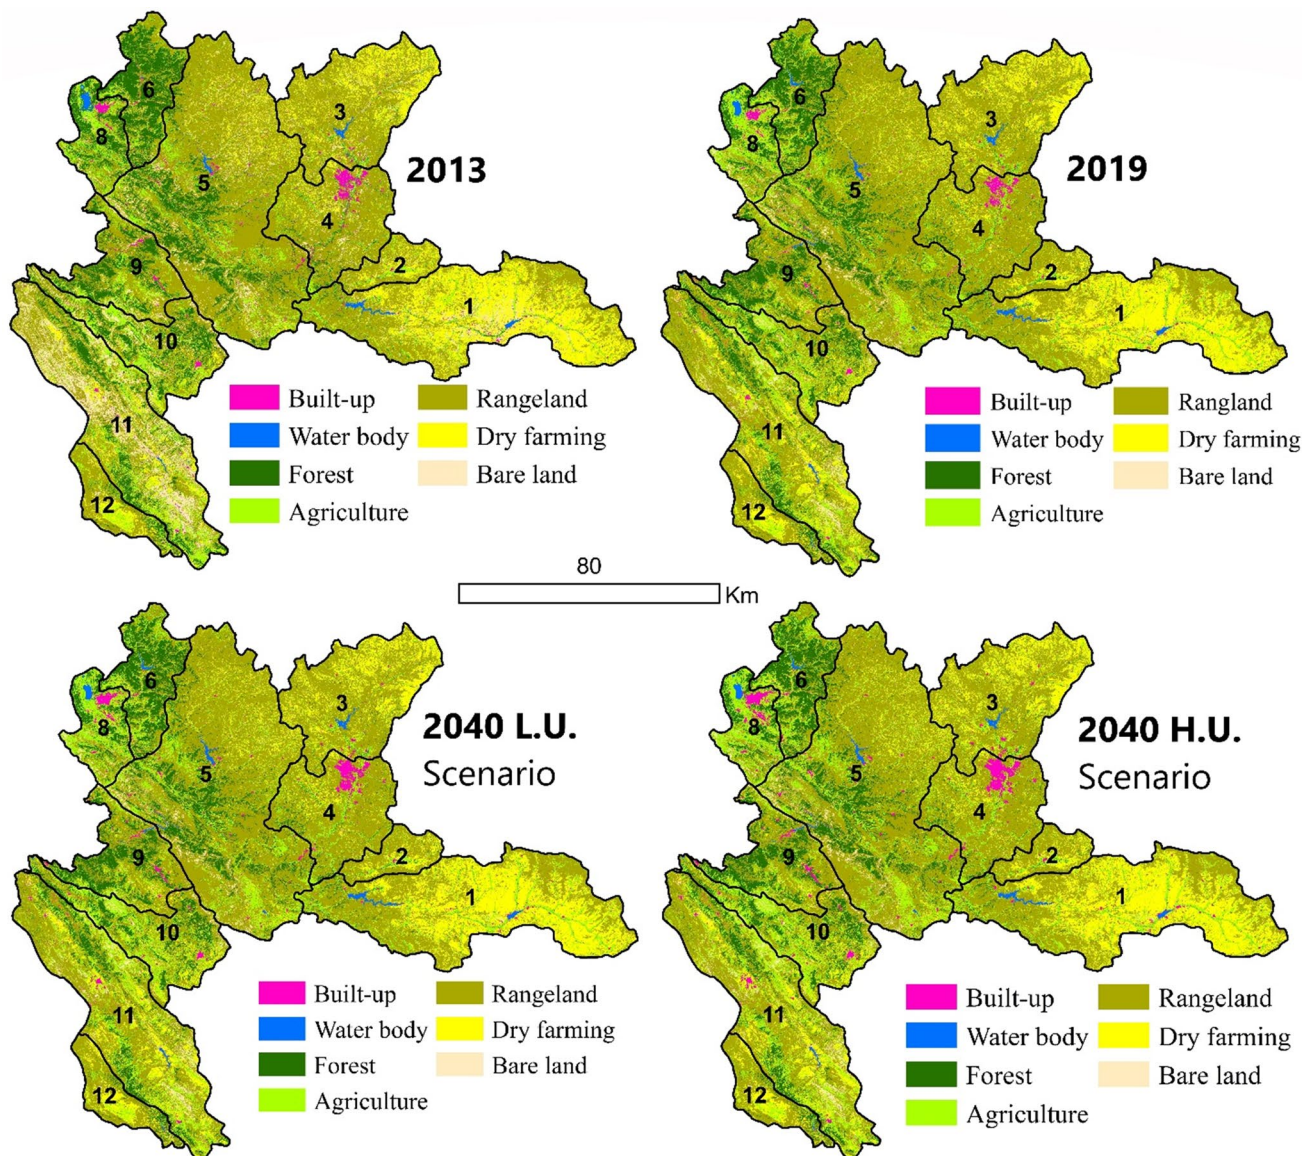 6
8
3
5
4
2013
9
2
1
10
11
12
Built-up
Rangeland
Water body
Dry farming
Forest
Bare land
Agriculture
6
8
3
5
4
2019
9
2
1
10
11
12
Built-up
Rangland
Water body
Dry farming
Forest
Bare land
Agriculture
80
Km
6
8
3
5
4
2040 L.U.
Scenario
9
2
1
10
11
12
Built-up
Rangeland
Water body
Dry farming
Forest
Bare land
Agriculture
6
8
3
5
4
2040 H.U.
Scenario
9
2
1
10
11
12
Built-up
Rangeland
Water body
Dry farming
Forest
Bare land
Agriculture